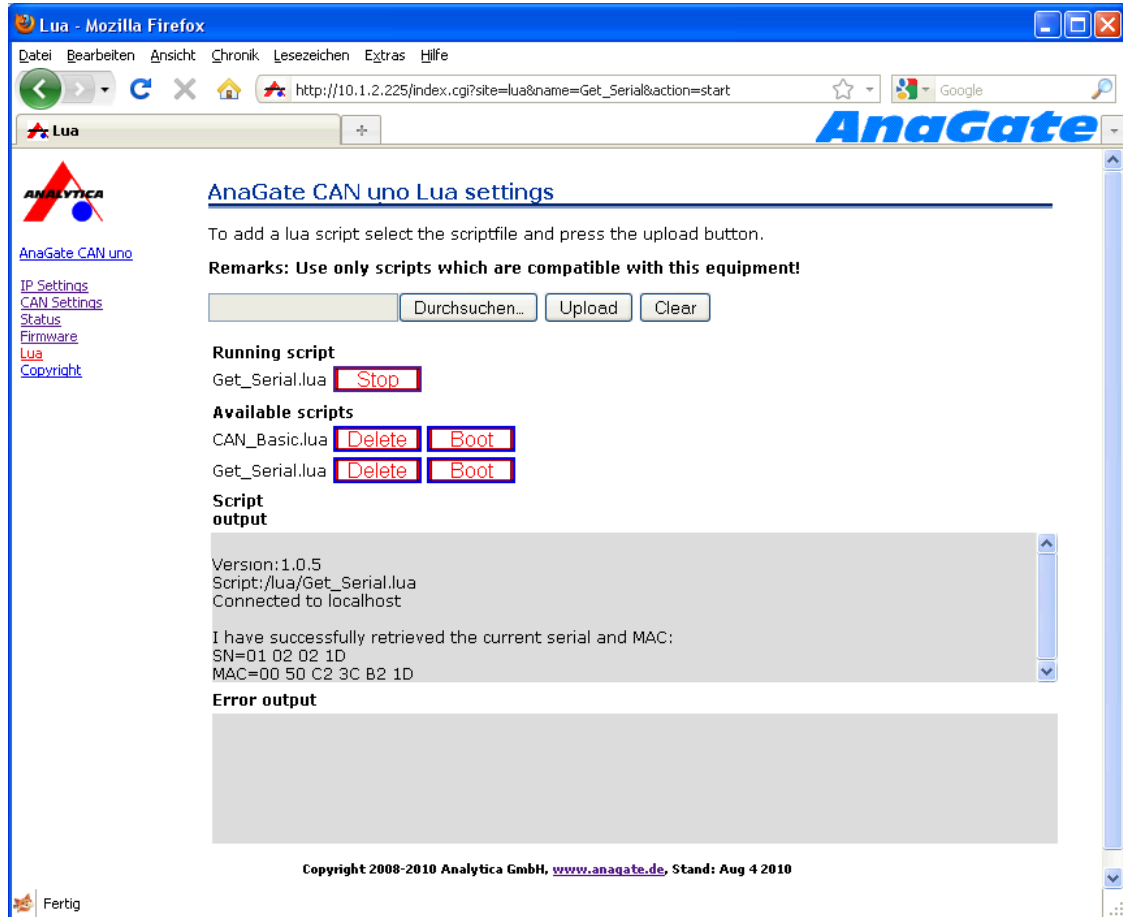 Lua - Mozilla Firefox
Datei Bearbeiten Ansicht Chronik Lesezeichen Extras Hilfe
http://10.1.2.225/index.cgi?site=lua&name=Get_Serial&action=start
Google
Lua
AnaGate
ANALYTICA
AnaGate CAN uno Lua settings
To add a lua script select the scriptfile and press the upload button.
AnaGate CAN uno
Remarks: Use only scripts which are compatible with this equipment!
IP Settings
CAN Settings
Status
Firmware
Lua
Copyright
Durchsuchen... Upload Clear
Running script
Get_Serial.lua Stop
Available scripts
CAN_Basic.lua Delete Boot
Get_Serial.lua Delete Boot
Script
output
Version:1.0.5
Script:/lua/Get_Serial.lua
Connected to localhost
I have successfully retrieved the current serial and MAC:
SN=01 02 02 1D
MAC=00 50 C2 3C B2 1D
Error output
Copyright 2008-2010 Analytica GmbH, www.anagate.de, Stand: Aug 4 2010
Fertig